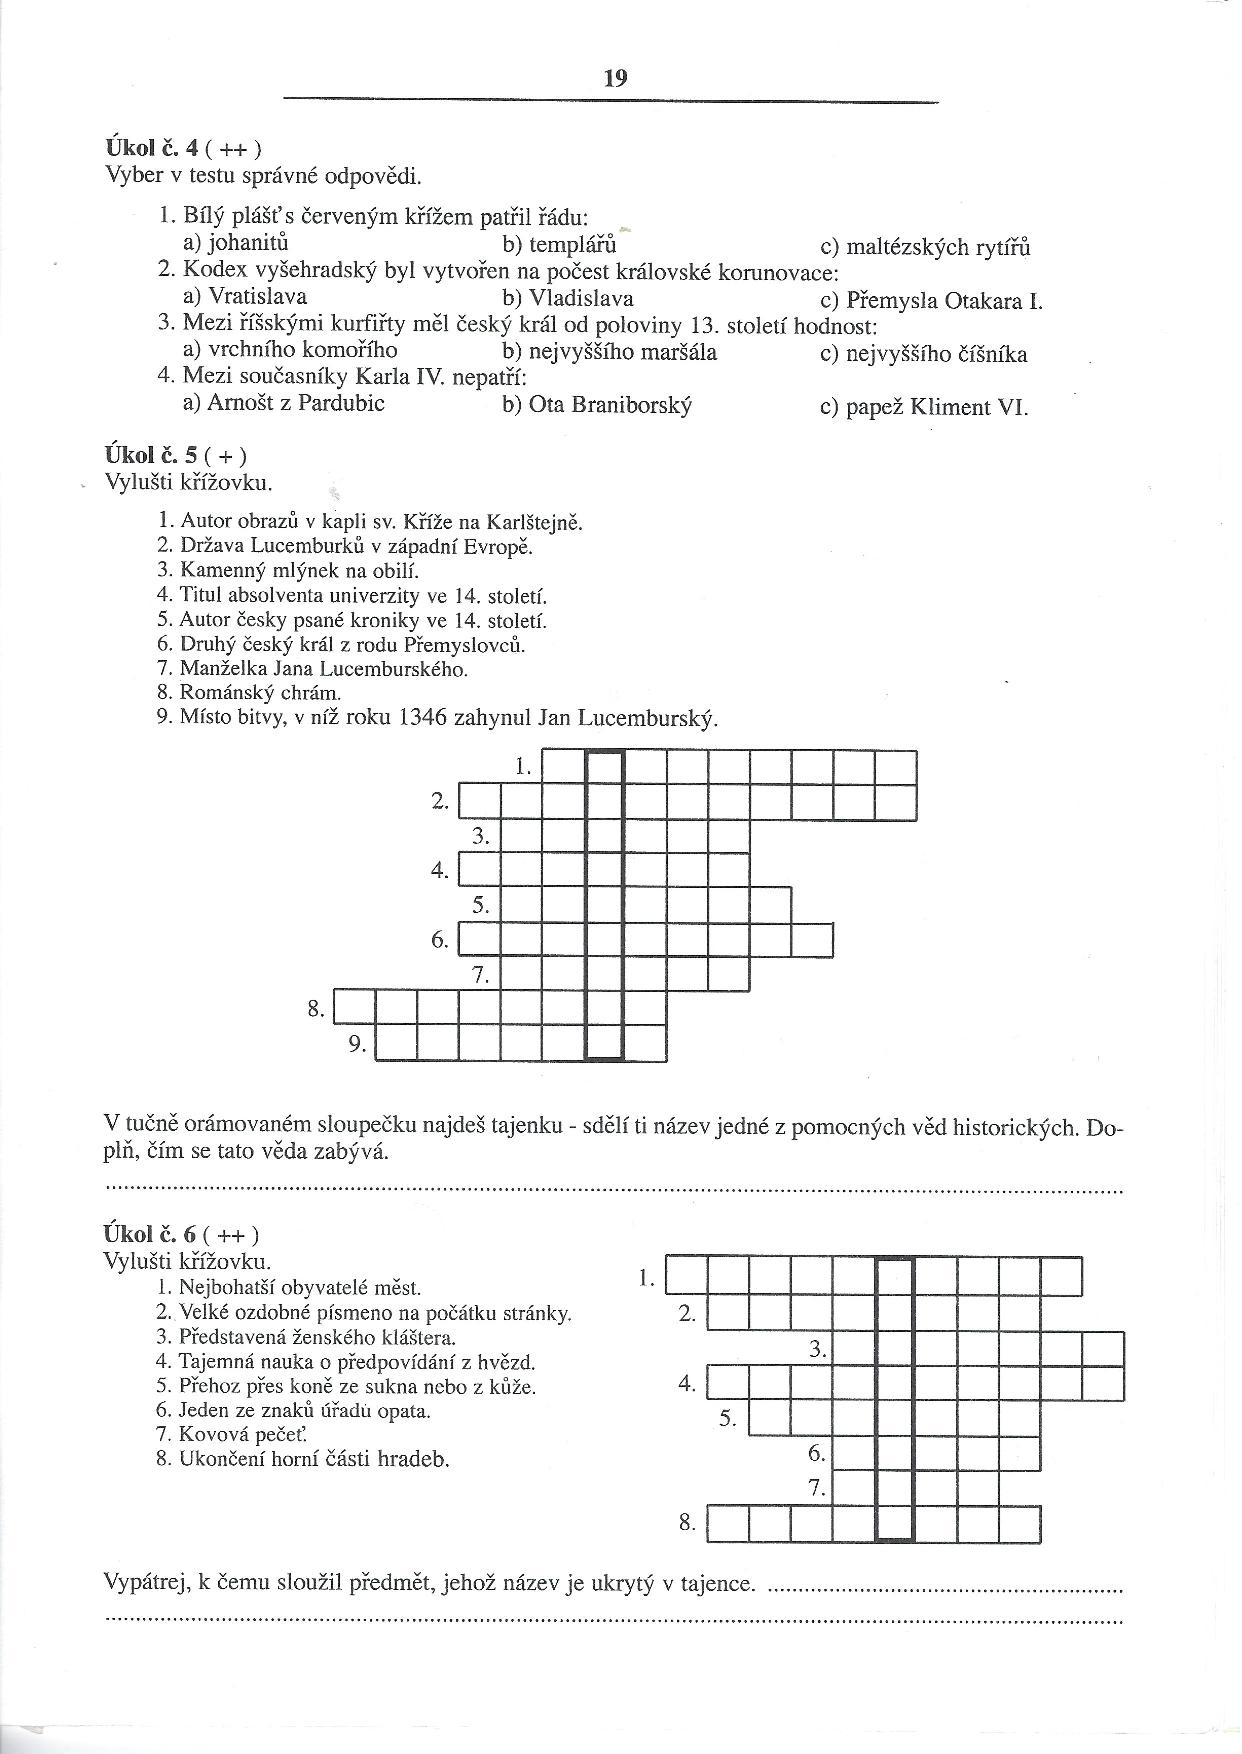 19
Úkol č. 4 ( ++ )
Vyber v testu správné odpovědi.
1. Bílý plášť s červeným křížem patřil řádu:
a) johanitů b) templářů c) maltézských rytířů
2. Kodex vyšehradský byl vytvořen na počest královské korunovace:
a) Vratislava b) Vladislava c) Přemysla Otakara I.
3. Mezi říšskými kurfiřty měl český král od poloviny 13. století hodnost:
a) vrchního komořího b) nejvyššího maršála c) nejvyššího číšníka
4. Mezi současníky Karla IV. nepatří:
a) Arnošt z Pardubic b) Ota Braniborský c) papež Kliment VI.
Úkol č. 5 ( + )
Vylušti křížovku.
1. Autor obrazů v kapli sv. Kříže na Karlštejně.
2. Država Lucemburků v západní Evropě.
3. Kamenný mlýnek na obilí.
4. Titul absolventa univerzity ve 14. století.
5. Autor česky psané kroniky ve 14. století.
6. Druhý český král z rodu Přemyslovců.
7. Manželka Jana Lucemburského.
8. Románský chrám.
9. Místo bitvy, v níž roku 1346 zahynul Jan Lucemburský.
1.
2.
3.
4.
5.
6.
7.
8.
9.
V tučně orámovaném sloupečku najdeš tajenku - sdělí ti název jedné z pomocných věd historických. Do-
plň, čím se tato věda zabývá.
Úkol č. 6 ( ++ )
Vylušti křížovku.
1. Nejbohatší obyvatelé měst.
2. Velké ozdobné písmeno na počátku stránky.
3. Představená ženského kláštera.
4. Tajemná nauka o předpovídání z hvězd.
5. Přehoz přes koně ze sukna nebo z kůže.
6. Jeden ze znaků úřadu opata.
7. Kovová pečeť.
8. Ukončení horní části hradeb.
1.
2.
3.
4.
5.
6.
7.
8.
Vypátrej, k čemu sloužil předmět, jehož název je ukrytý v tajence.